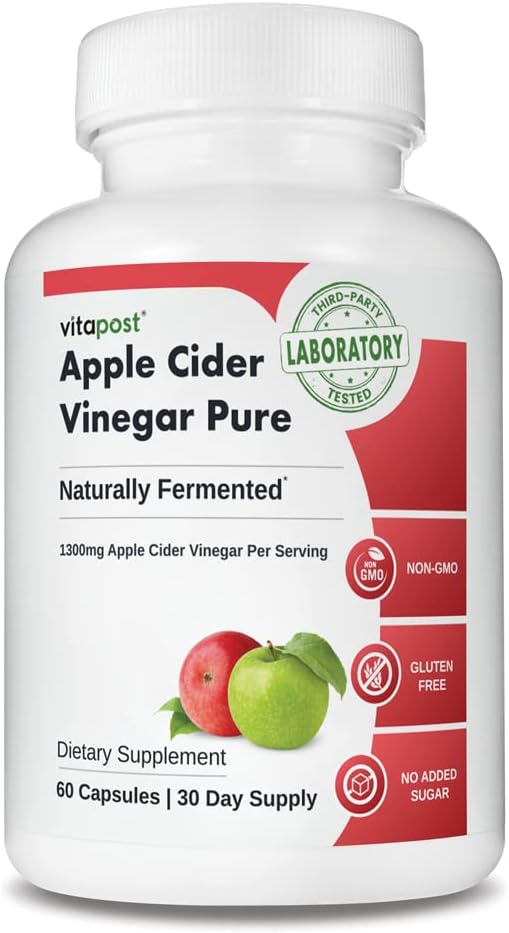 vitapost®
Apple Cider
Vinegar Pure
THIRD-PARTY
LABORATORY
TESTED
Naturally Fermented*
1300mg Apple Cider Vinegar Per Serving
NON
GMO
NON-GMO
GLUTEN
FREE
NO ADDED
SUGAR
Dietary Supplement
60 Capsules | 30 Day Supply